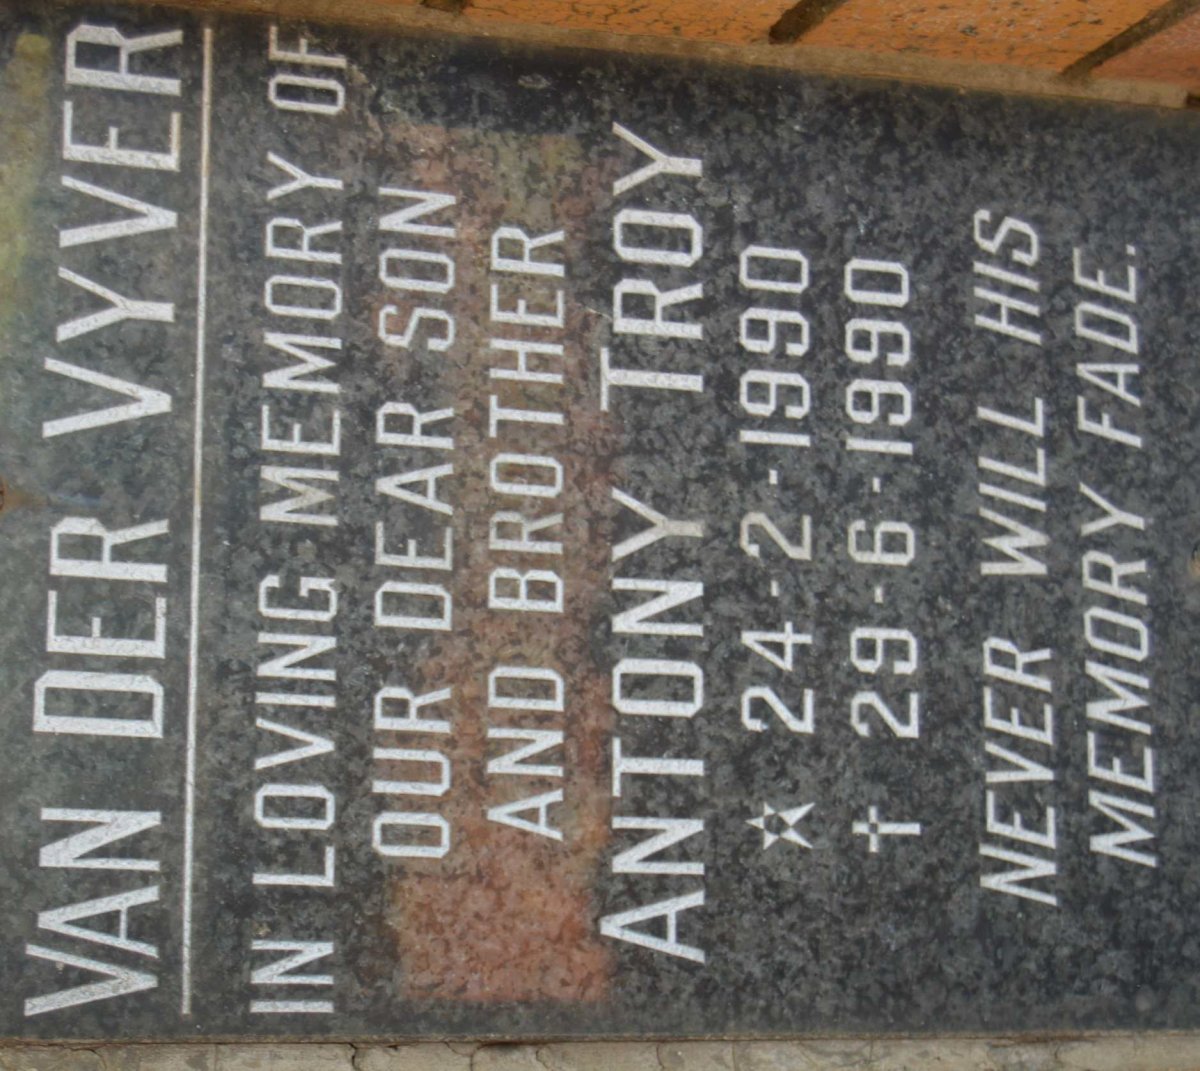 VAN DER VYVER
IN LOVING MEMORY OF
OUR DEAR SON
AND BROTHER
ANTONY TROY
★ 24-2-1990
✝ 29-6-1990
NEVER WILL HIS
MEMORY FADE.